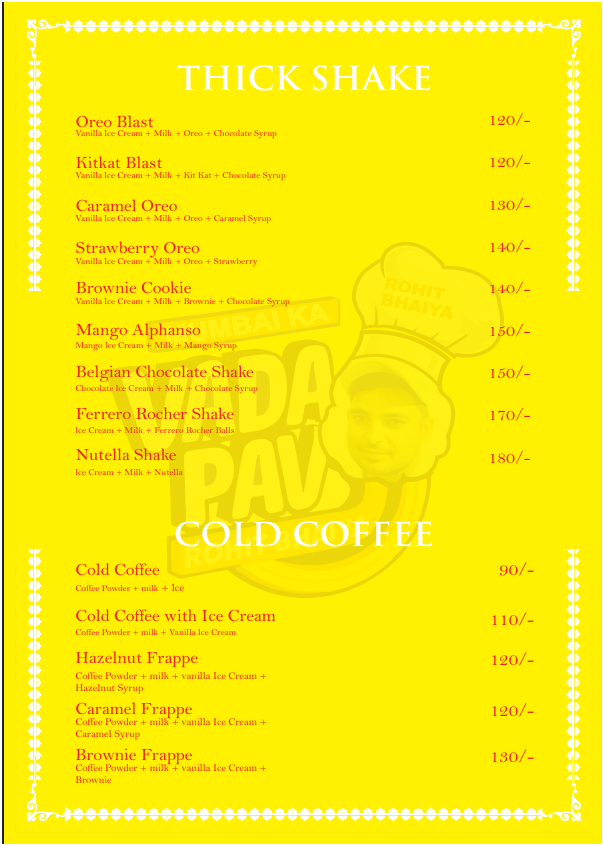 THICK SHAKE
Oreo Blast 120/-
Vanilla Ice Cream + Milk + Oreo + Chocolate Syrup
Kitkat Blast 120/-
Vanilla Ice Cream + Milk + Kit Kat + Chocolate Syrup
Caramel Oreo 130/-
Vanilla Ice Cream + Milk + Oreo + Caramel Syrup
Strawberry Oreo 140/-
Vanilla Ice Cream + Milk + Oreo + Strawberry
Brownie Cookie 140/-
Vanilla Ice Cream + Milk + Brownie + Chocolate Syrup
ROHIT
BHAIYA
MUMBAI KA
Mango Alphanso 150/-
Mango Ice Cream + Milk + Mango Syrup
Belgian Chocolate Shake 150/-
Chocolate Ice Cream + Milk + Chocolate Syrup
VADA
Ferrero Rocher Shake 170/-
Ice Cream + Milk + Ferrero Rocher Balls
Nutella Shake 180/-
Ice Cream + Milk + Nutella
PAV
COLD COFFEE
ROHIT
Cold Coffee 90/-
Coffee Powder + milk + Ice
Cold Coffee with Ice Cream 110/-
Coffee Powder + milk + Vanilla Ice Cream
Hazelnut Frappe 120/-
Coffee Powder + milk + vanilla Ice Cream +
Hazelnut Syrup
Caramel Frappe 120/-
Coffee Powder + milk + vanilla Ice Cream +
Caramel Syrup
Brownie Frappe 130/-
Coffee Powder + milk + vanilla Ice Cream +
Brownie